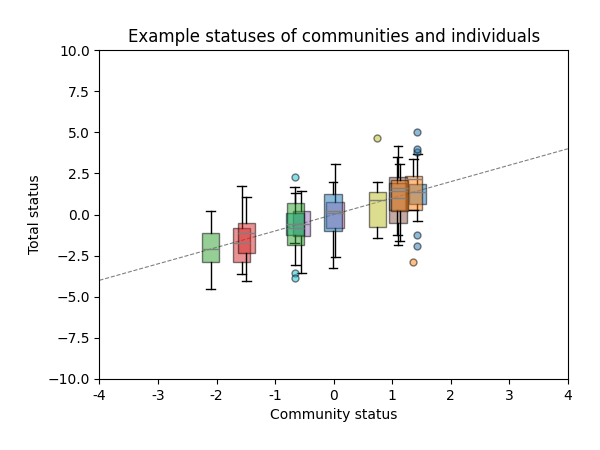 Example statuses of communities and individuals
10.0
7.5
5.0
2.5
0.0
−2.5
−5.0
−7.5
−10.0
Total status
-4 -3 -2 -1 0 1 2 3 4
Community status